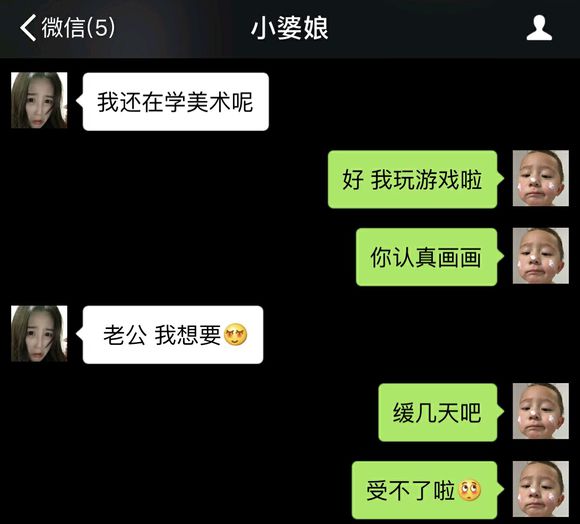 微信(5)
小婆娘
我还在学美术呢
好 我玩游戏啦
你认真画画
老公 我想要
缓几天吧
受不了啦